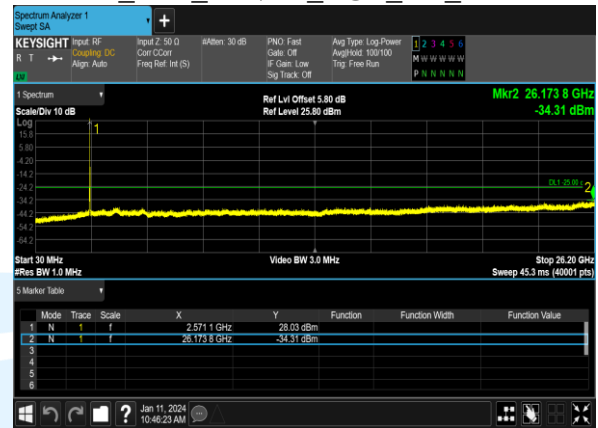 Spectrum Analyzer 1
Swept SA
+
KEYSIGHT Input: RF Input Z: 50 Ω #Atten: 30 dB PNO: Fast Avg Type: Log-Power 1 2 3 4 5 6
R T Coupling: DC Corr CCorr Gate: Off Avg|Hold: 100/100 M W W W W W
Align: Auto Freq Ref: Int (S) IF Gain: Low Trig: Free Run
Sig Track: Off P N N N N N
LV
1 Spectrum Ref Lvl Offset 5.80 dB Mkr2 26.173 8 GHz
Scale/Div 10 dB Ref Level 25.80 dBm -34.31 dBm
Log
15.8 1
5.80
-4.20
-14.2
-24.2 DL1 -25.00 2
-34.2
-44.2
-54.2
-64.2
Start 30 MHz Video BW 3.0 MHz Stop 26.20 GHz
#Res BW 1.0 MHz Sweep 45.3 ms (40001 pts)
5 Marker Table
Mode Trace Scale X Y Function Function Width Function Value
1 N 1 f 2.571 1 GHz 28.03 dBm
2 N 1 f 26.173 8 GHz -34.31 dBm
3
4
5
6
? Jan 11, 2024
10:46:23 AM